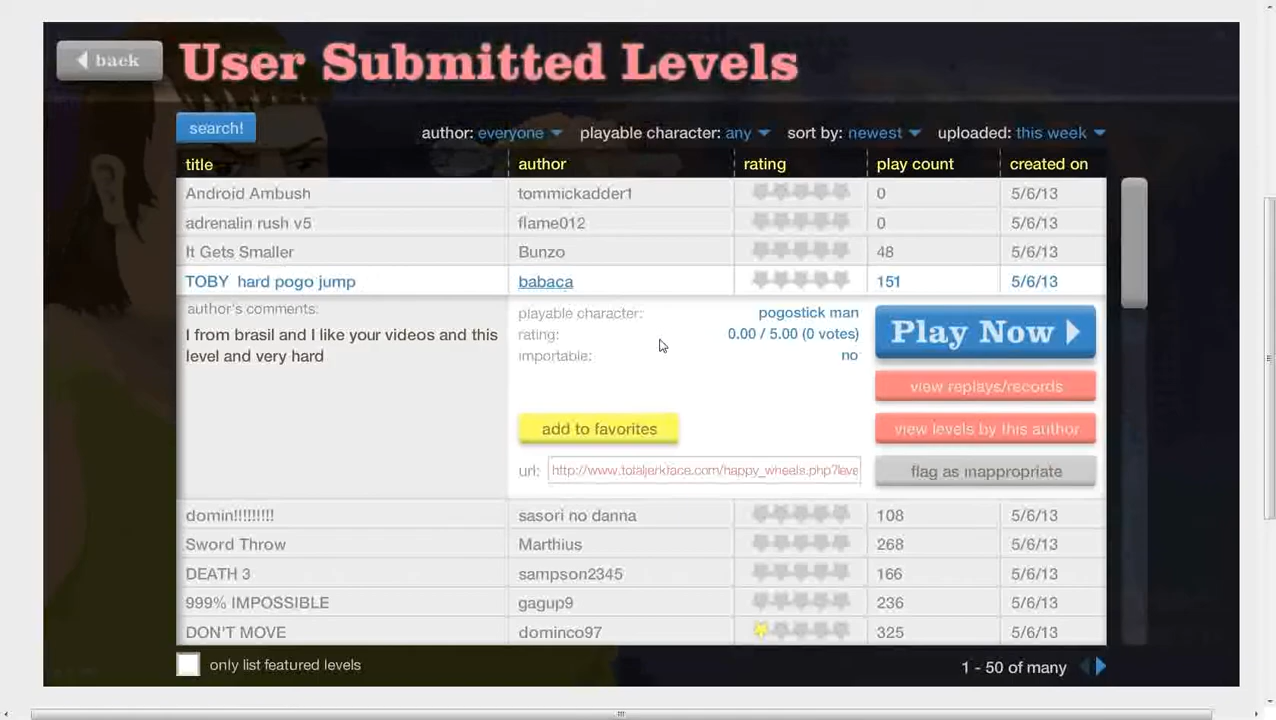 back
User Submitted Levels
search!
author: everyone playable character: any sort by: newest uploaded: this week
title author rating play count created on
Android Ambush tommickadder1 0 5/6/13
adrenalin rush v5 flame012 0 5/6/13
It Gets Smaller Bunzo 48 5/6/13
TOBY hard pogo jump babaca 151 5/6/13
author's comments:
I from brasil and I like your videos and this
level and very hard
playable character: pogostick man
rating: 0.00 / 5.00 (0 votes)
importable: no
add to favorites
url: http://www.totaljerkface.com/happy_wheels.php?leve
Play Now
view replays/records
view levels by this author
flag as inappropriate
domin!!!!!!!!! sasori no danna 108 5/6/13
Sword Throw Marthius 268 5/6/13
DEATH 3 sampson2345 166 5/6/13
999% IMPOSSIBLE gagup9 236 5/6/13
DON'T MOVE dominco97 325 5/6/13
only list featured levels
1 - 50 of many